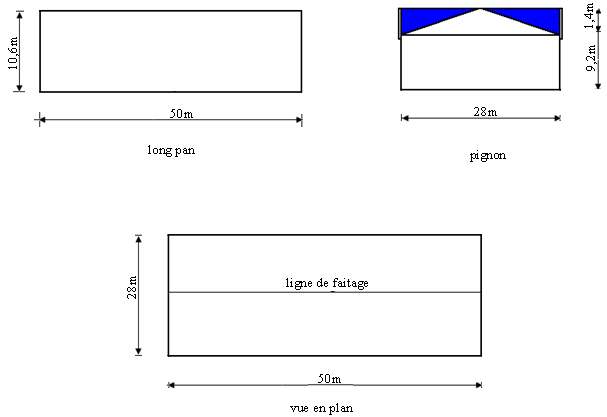 10,6m
50m
long pan
1,4m
9,2m
28m
pignon
28m
ligne de faitage
50m
vue en plan